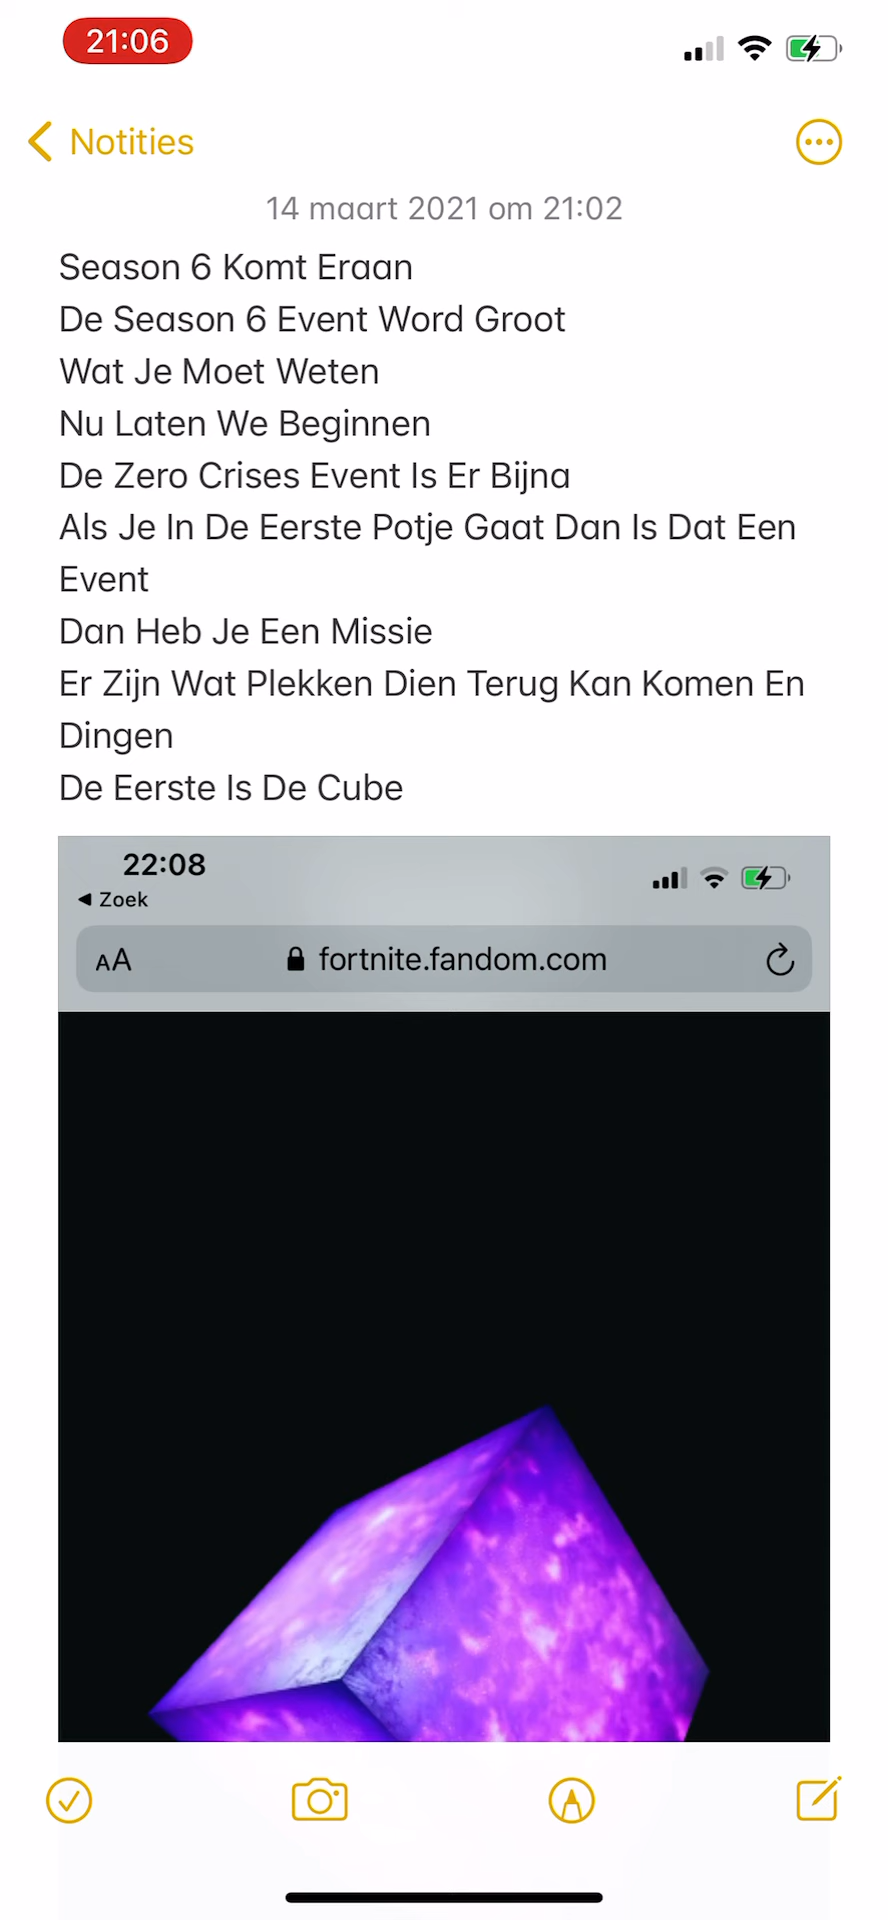 21:06
Notities
14 maart 2021 om 21:02
Season 6 Komt Eraan
De Season 6 Event Word Groot
Wat Je Moet Weten
Nu Laten We Beginnen
De Zero Crises Event Is Er Bijna
Als Je In De Eerste Potje Gaat Dan Is Dat Een
Event
Dan Heb Je Een Missie
Er Zijn Wat Plekken Dien Terug Kan Komen En
Dingen
De Eerste Is De Cube
22:08
Zoek
AA fortnite.fandom.com